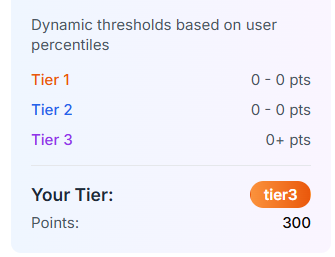 Dynamic thresholds based on user
percentiles
Tier 1 0 - 0 pts
Tier 2 0 - 0 pts
Tier 3 0+ pts
Your Tier: tier3
Points: 300